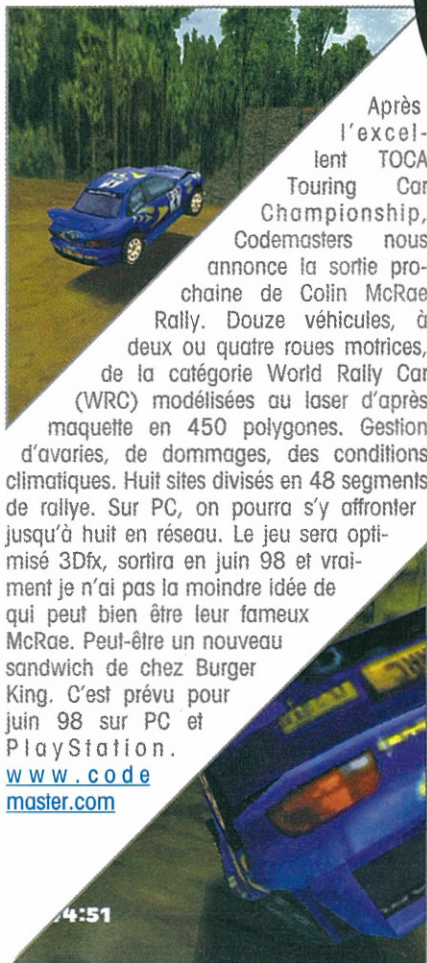 Après
l'excel-
lent TOCA
Touring Car
Championship,
Codemasters nous
annonce la sortie pro-
chaine de Colin McRae
Rally. Douze véhicules, à
deux ou quatre roues motrices,
de la catégorie World Rally Car
(WRC) modélisées au laser d'après
maquette en 450 polygones. Gestion
d'avaries, de dommages, des conditions
climatiques. Huit sites divisés en 48 segments
de rallye. Sur PC, on pourra s'y affronter
jusqu'à huit en réseau. Le jeu sera opti-
misé 3Dfx, sortira en juin 98 et vrai-
ment je n'ai pas la moindre idée de
qui peut bien être leur fameux
McRae. Peut-être un nouveau
sandwich de chez Burger
King. C'est prévu pour
juin 98 sur PC et
PlayStation.
www.code
master.com
4:51